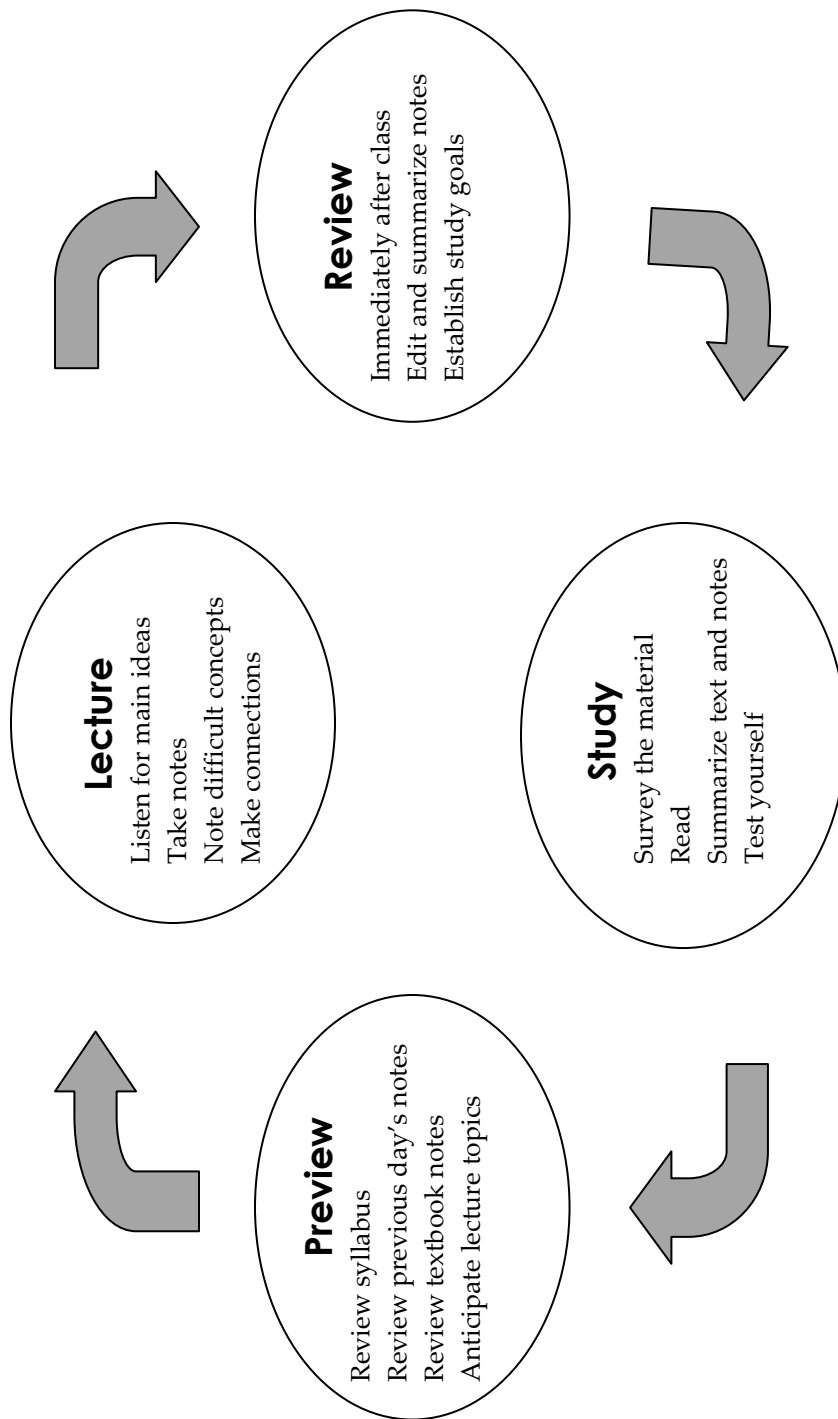 Preview
Review syllabus
Review previous day’s notes
Review textbook notes
Anticipate lecture topics
Lecture
Listen for main ideas
Take notes
Note difficult concepts
Make connections
Review
Immediately after class
Edit and summarize notes
Establish study goals
Study
Survey the material
Read
Summarize text and notes
Test yourself